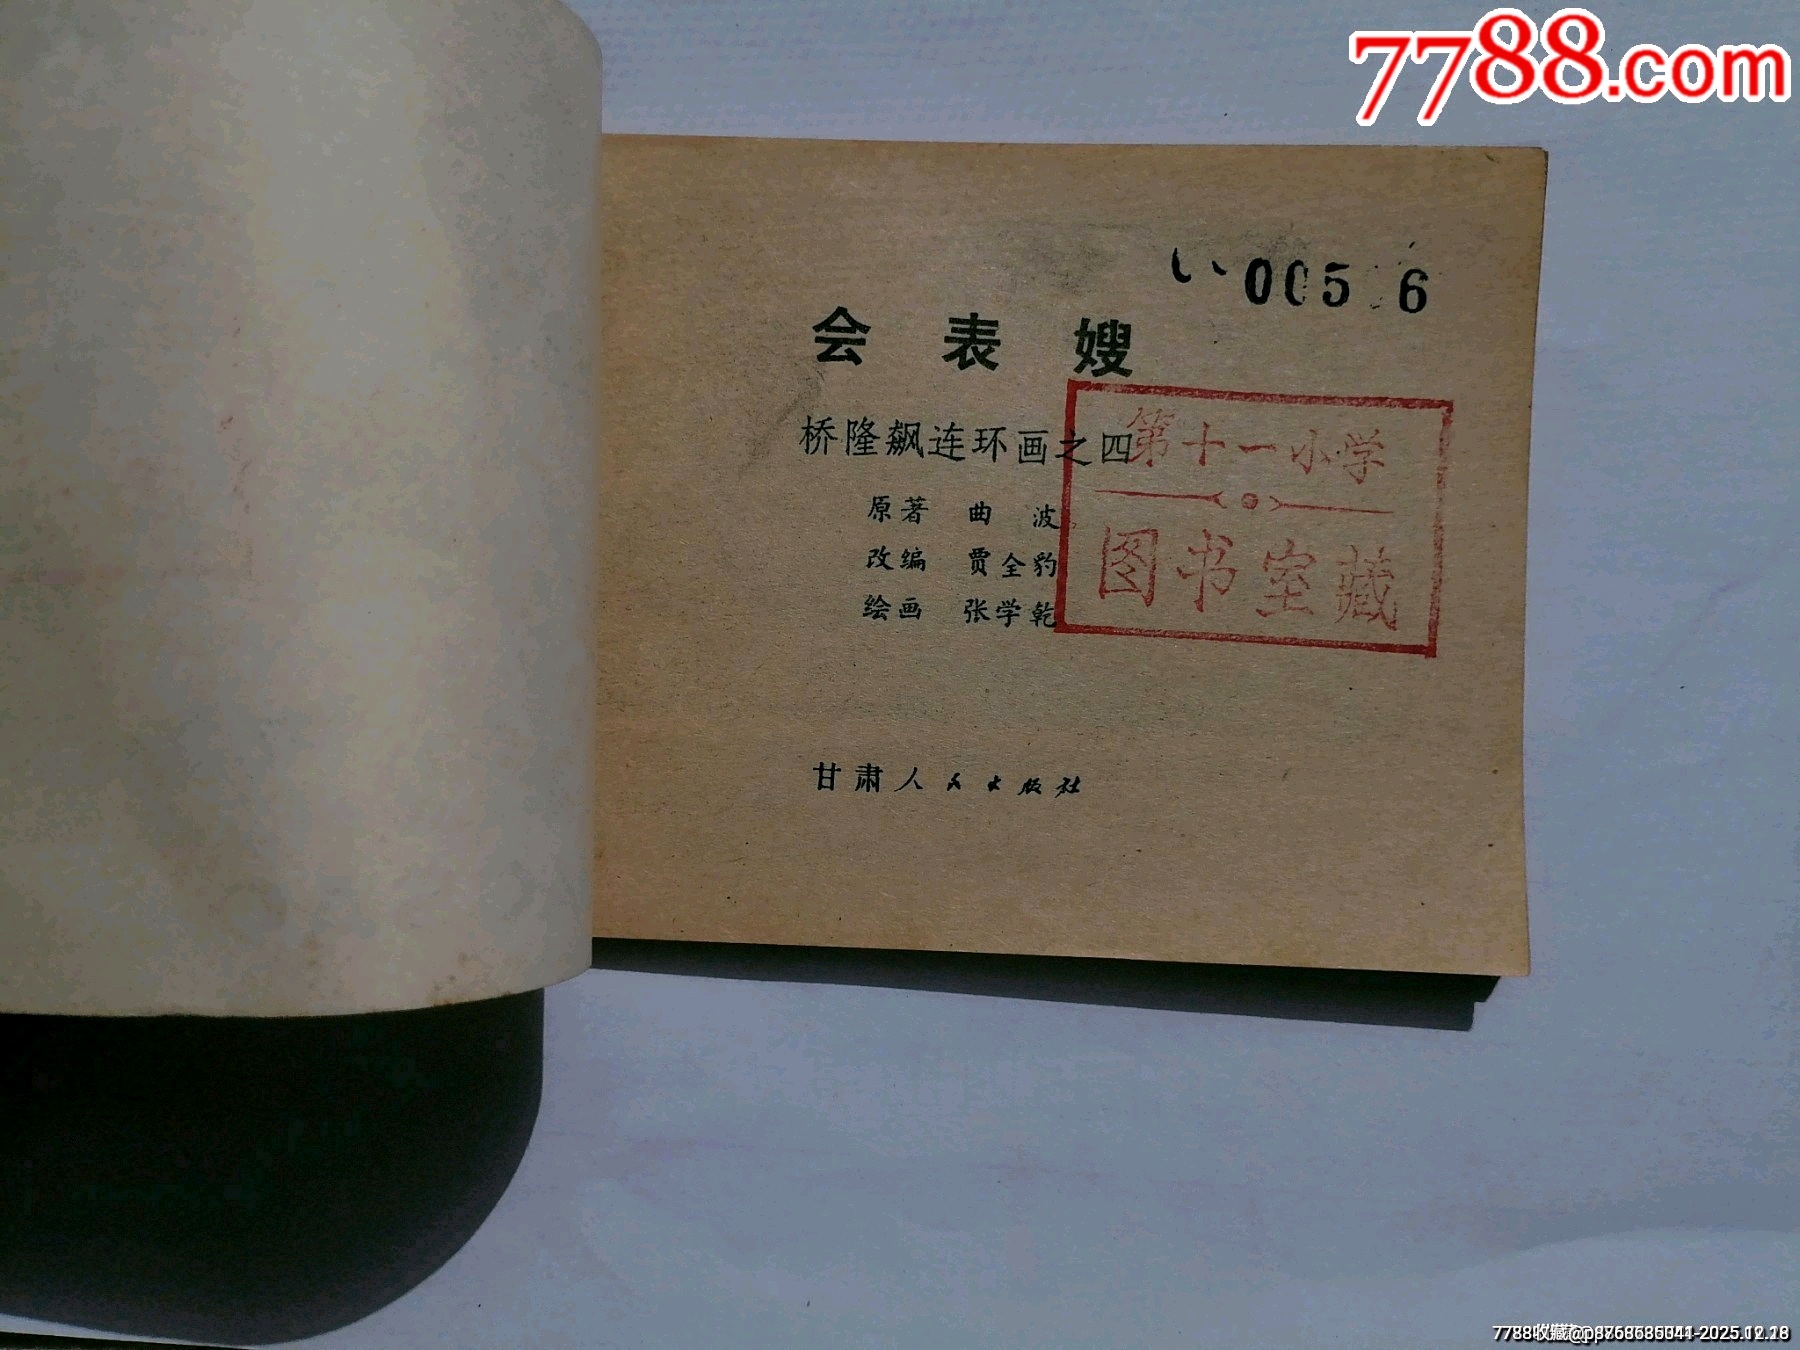 7788.com
005 6
会表嫂
桥隆飙连环画之四
原著 曲波
改编 贾全豹
绘画 张学乾
第十一小学
图书室藏
甘肃人民出版社